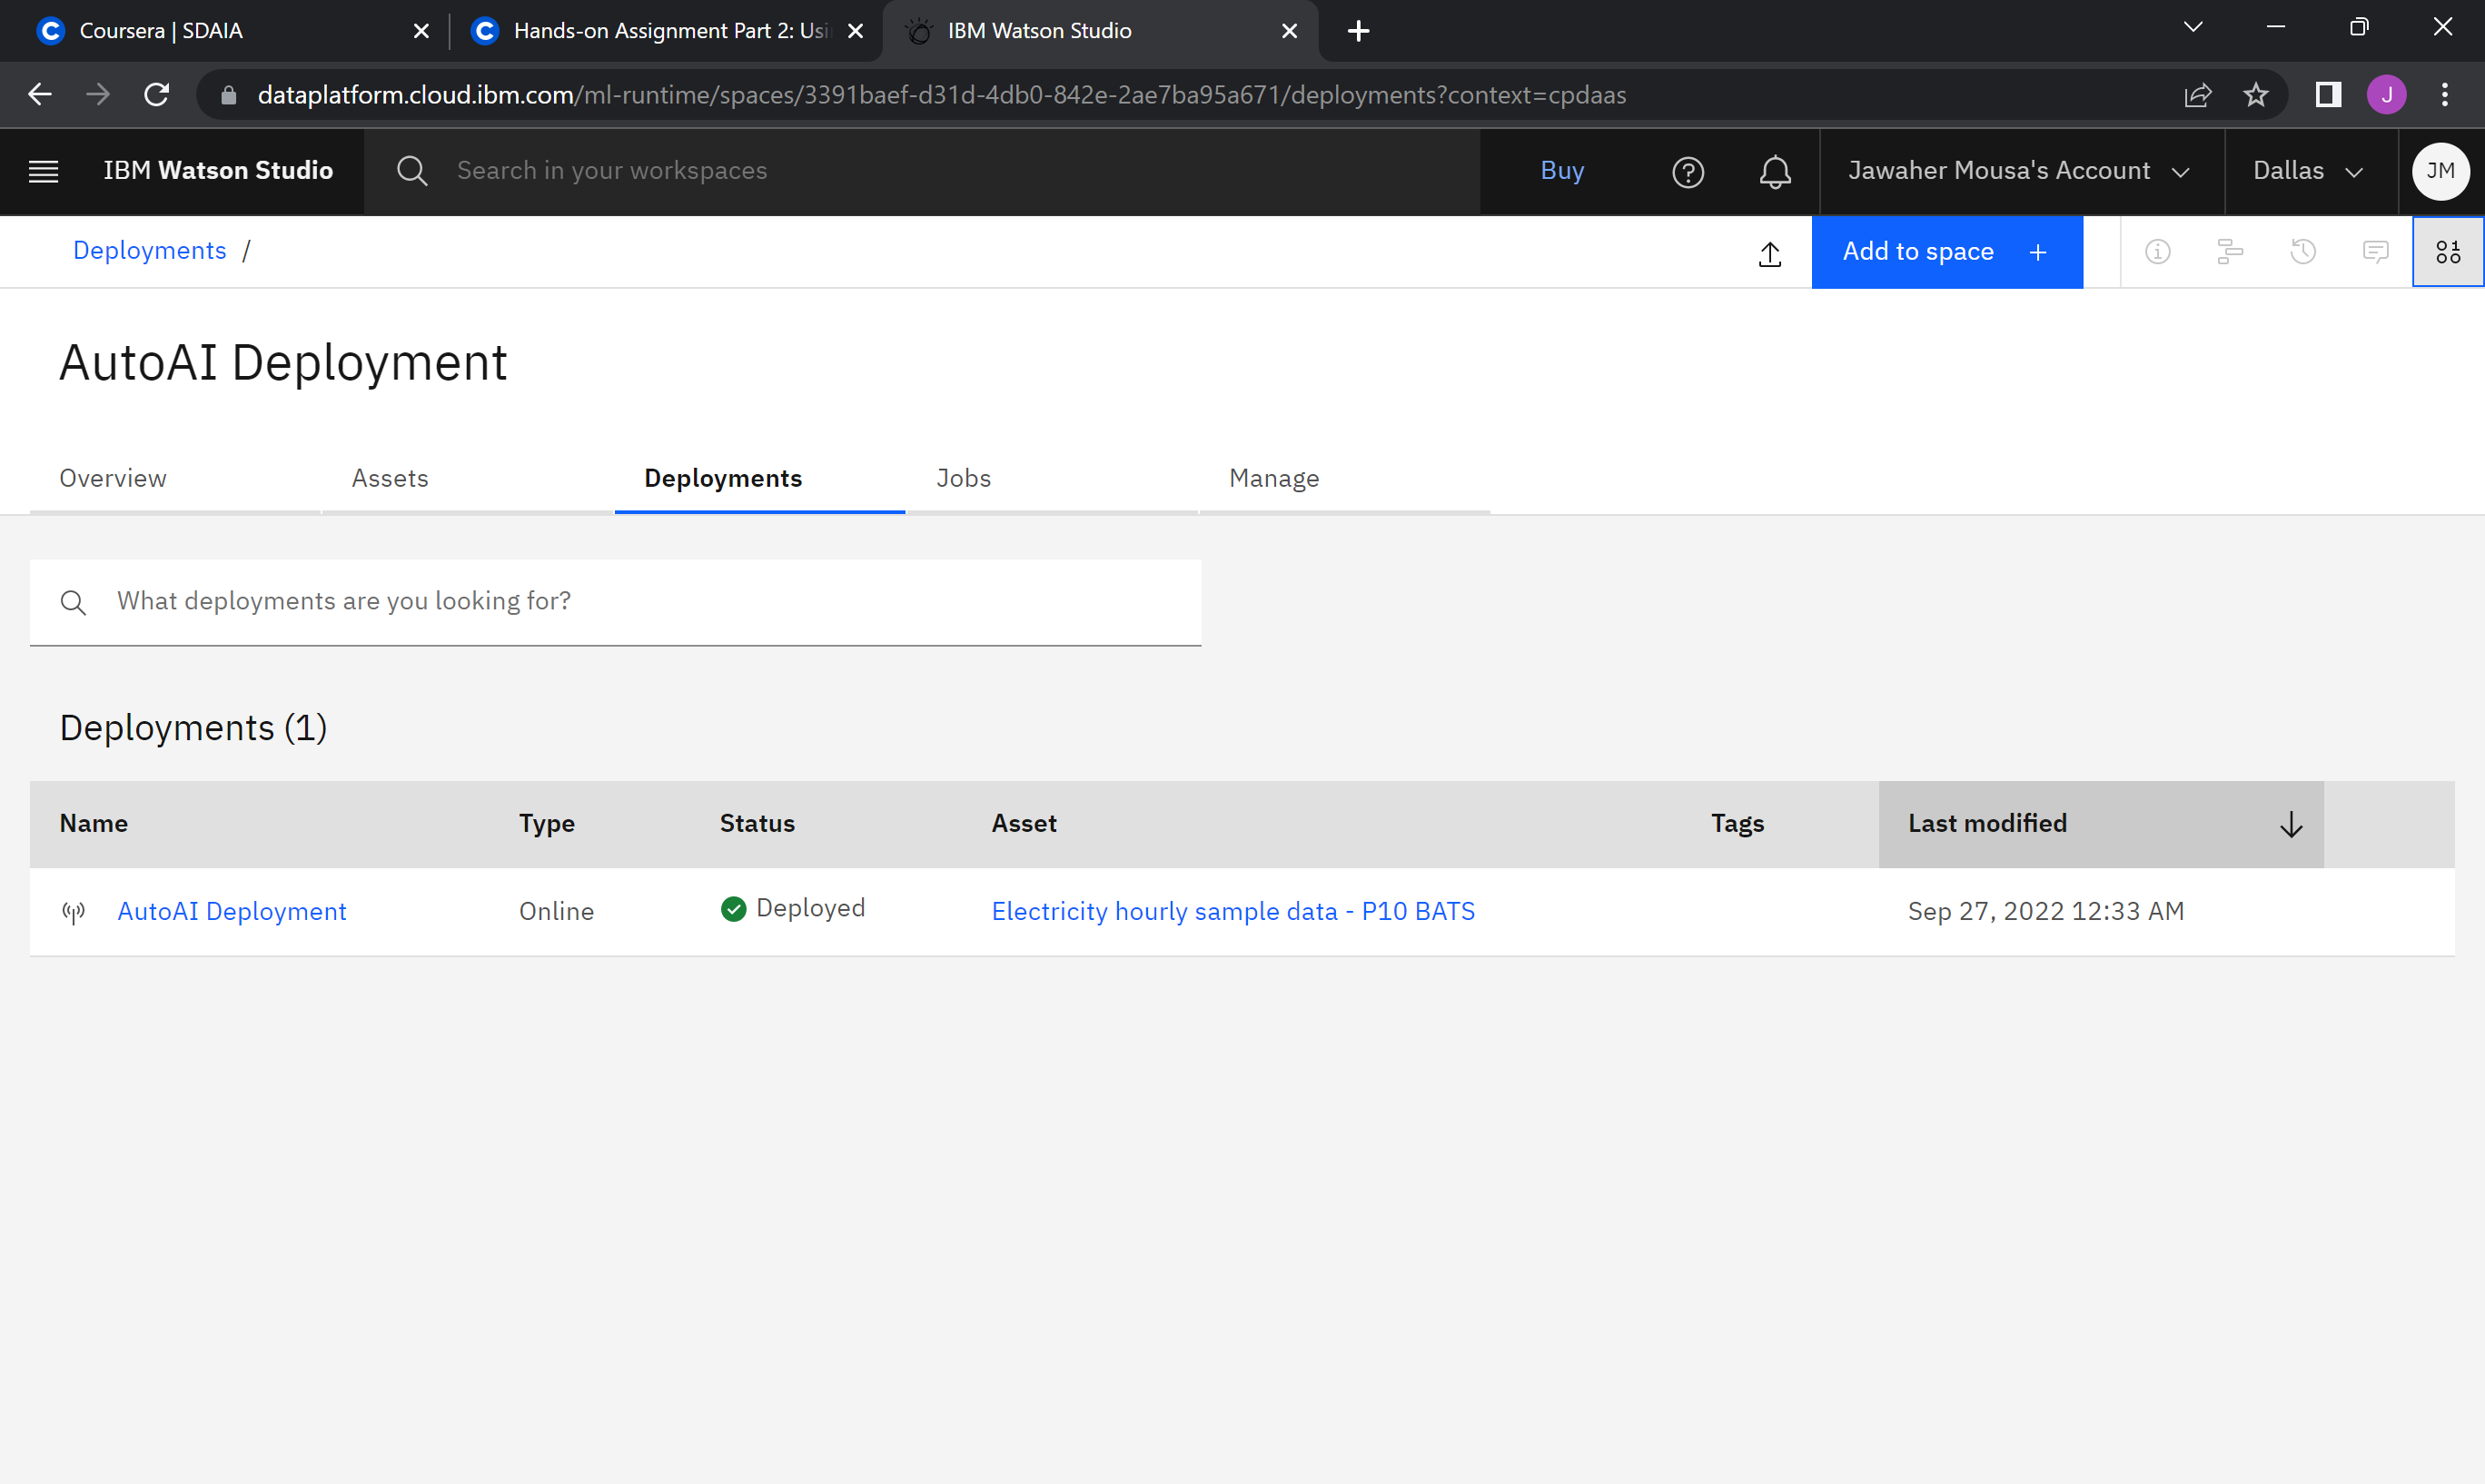 Coursera | SDAIA
Hands-on Assignment Part 2: Usi
IBM Watson Studio
dataplatform.cloud.ibm.com/ml-runtime/spaces/3391baef-d31d-4db0-842e-2ae7ba95a671/deployments?context=cpdaas
J
IBM Watson Studio
Search in your workspaces
Buy
Jawaher Mousa's Account
Dallas
JM
Deployments /
Add to space +
AutoAI Deployment
Overview
Assets
Deployments
Jobs
Manage
What deployments are you looking for?
Deployments (1)
Name Type Status Asset Tags Last modified
AutoAI Deployment Online Deployed Electricity hourly sample data - P10 BATS Sep 27, 2022 12:33 AM